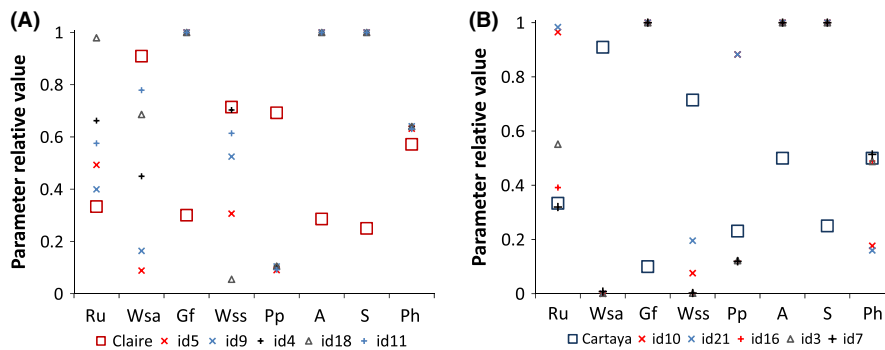 (A)
Parameter relative value
1
0.8
0.6
0.4
0.2
0
Ru Wsa Gf Wss Pp A S Ph
Claire id5 id9 id4 id18 id11
(B)
Parameter relative value
1
0.8
0.6
0.4
0.2
0
Ru Wsa Gf Wss Pp A S Ph
Cartaya id10 id21 id16 id3 id7